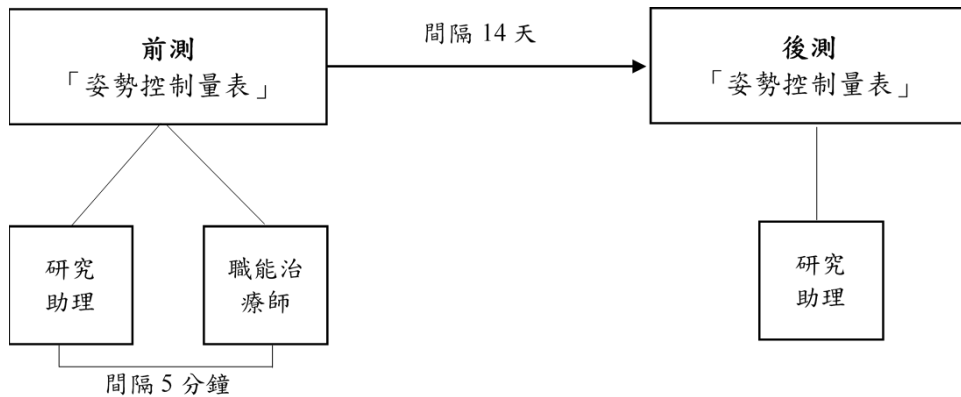 前測
「姿勢控制量表」
間隔 14 天
後測
「姿勢控制量表」
研究
助理
職能治
療師
研究
助理
間隔 5 分鐘